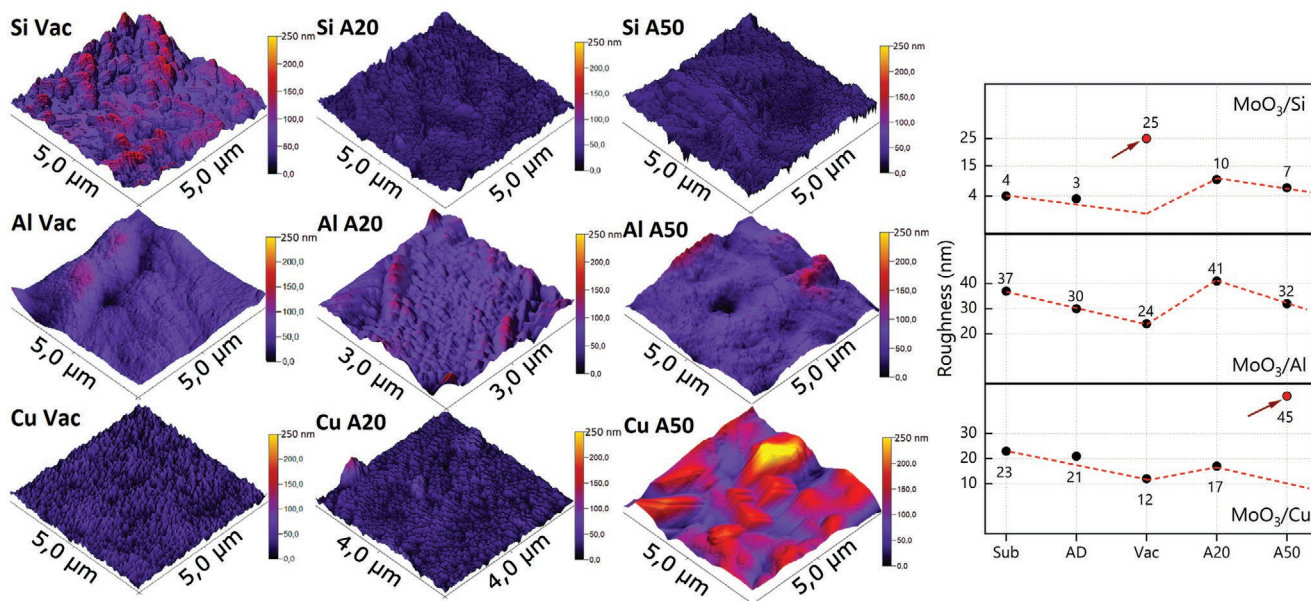 Si Vac
250 nm
200,0
150,0
100,0
50,0
0,0
5,0 µm
5,0 µm
Si A20
250 nm
200,0
150,0
100,0
50,0
0,0
5,0 µm
5,0 µm
Si A50
250 nm
200,0
150,0
100,0
50,0
0,0
5,0 µm
5,0 µm
Al Vac
250 nm
200,0
150,0
100,0
50,0
0,0
5,0 µm
5,0 µm
Al A20
250 nm
200,0
150,0
100,0
50,0
0,0
3,0 µm
3,0 µm
Al A50
250 nm
200,0
150,0
100,0
50,0
0,0
5,0 µm
5,0 µm
Cu Vac
250 nm
200,0
150,0
100,0
50,0
0,0
5,0 µm
5,0 µm
Cu A20
250 nm
200,0
150,0
100,0
50,0
0,0
4,0 µm
4,0 µm
Cu A50
250 nm
200,0
150,0
100,0
50,0
0,0
5,0 µm
5,0 µm
Roughness (nm)
MoO₃/Si
25
15
4
4
3
25
10
7
MoO₃/Al
40
30
20
37
30
24
41
32
MoO₃/Cu
30
20
10
23
21
12
17
45
Sub
AD
Vac
A20
A50